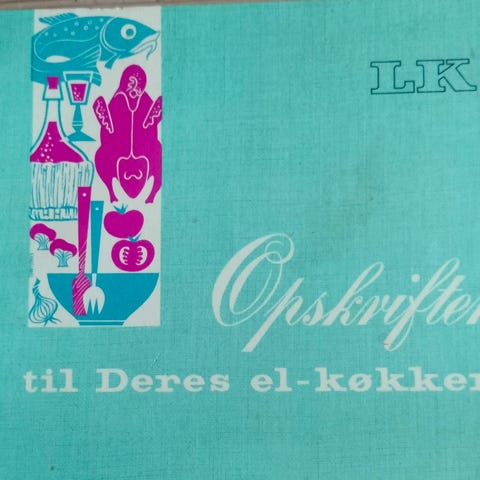 LK
Opskrifter
til Deres el-køkken